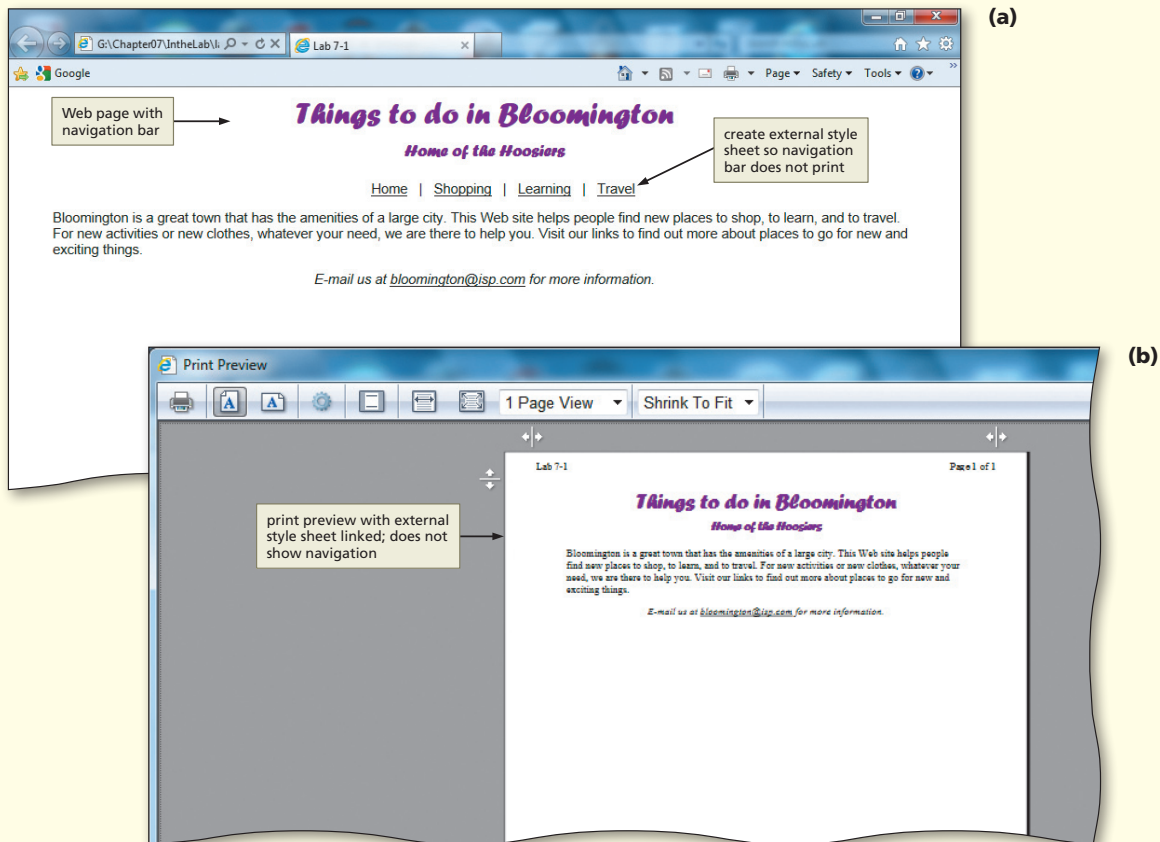 (a)
G:\Chapter07\IntheLab\
Lab 7-1
Google
Page
Safety
Tools
Web page with
navigation bar
Things to do in Bloomington
create external style
sheet so navigation
bar does not print
Home of the Hoosiers
Home | Shopping | Learning | Travel
Bloomington is a great town that has the amenities of a large city. This Web site helps people find new places to shop, to learn, and to travel.
For new activities or new clothes, whatever your need, we are there to help you. Visit our links to find out more about places to go for new and
exciting things.
E-mail us at bloomington@isp.com for more information.
(b)
Print Preview
1 Page View
Shrink To Fit
Lab 7-1
Page 1 of 1
Things to do in Bloomington
Home of the Hoosiers
print preview with external
style sheet linked; does not
show navigation
Bloomington is a great town that has the amenities of a large city. This Web site helps people
find new places to shop, to learn, and to travel. For new activities or new clothes, whatever your
need, we are there to help you. Visit our links to find out more about places to go for new and
exciting things.
E-mail us at bloomington@isp.com for more information.